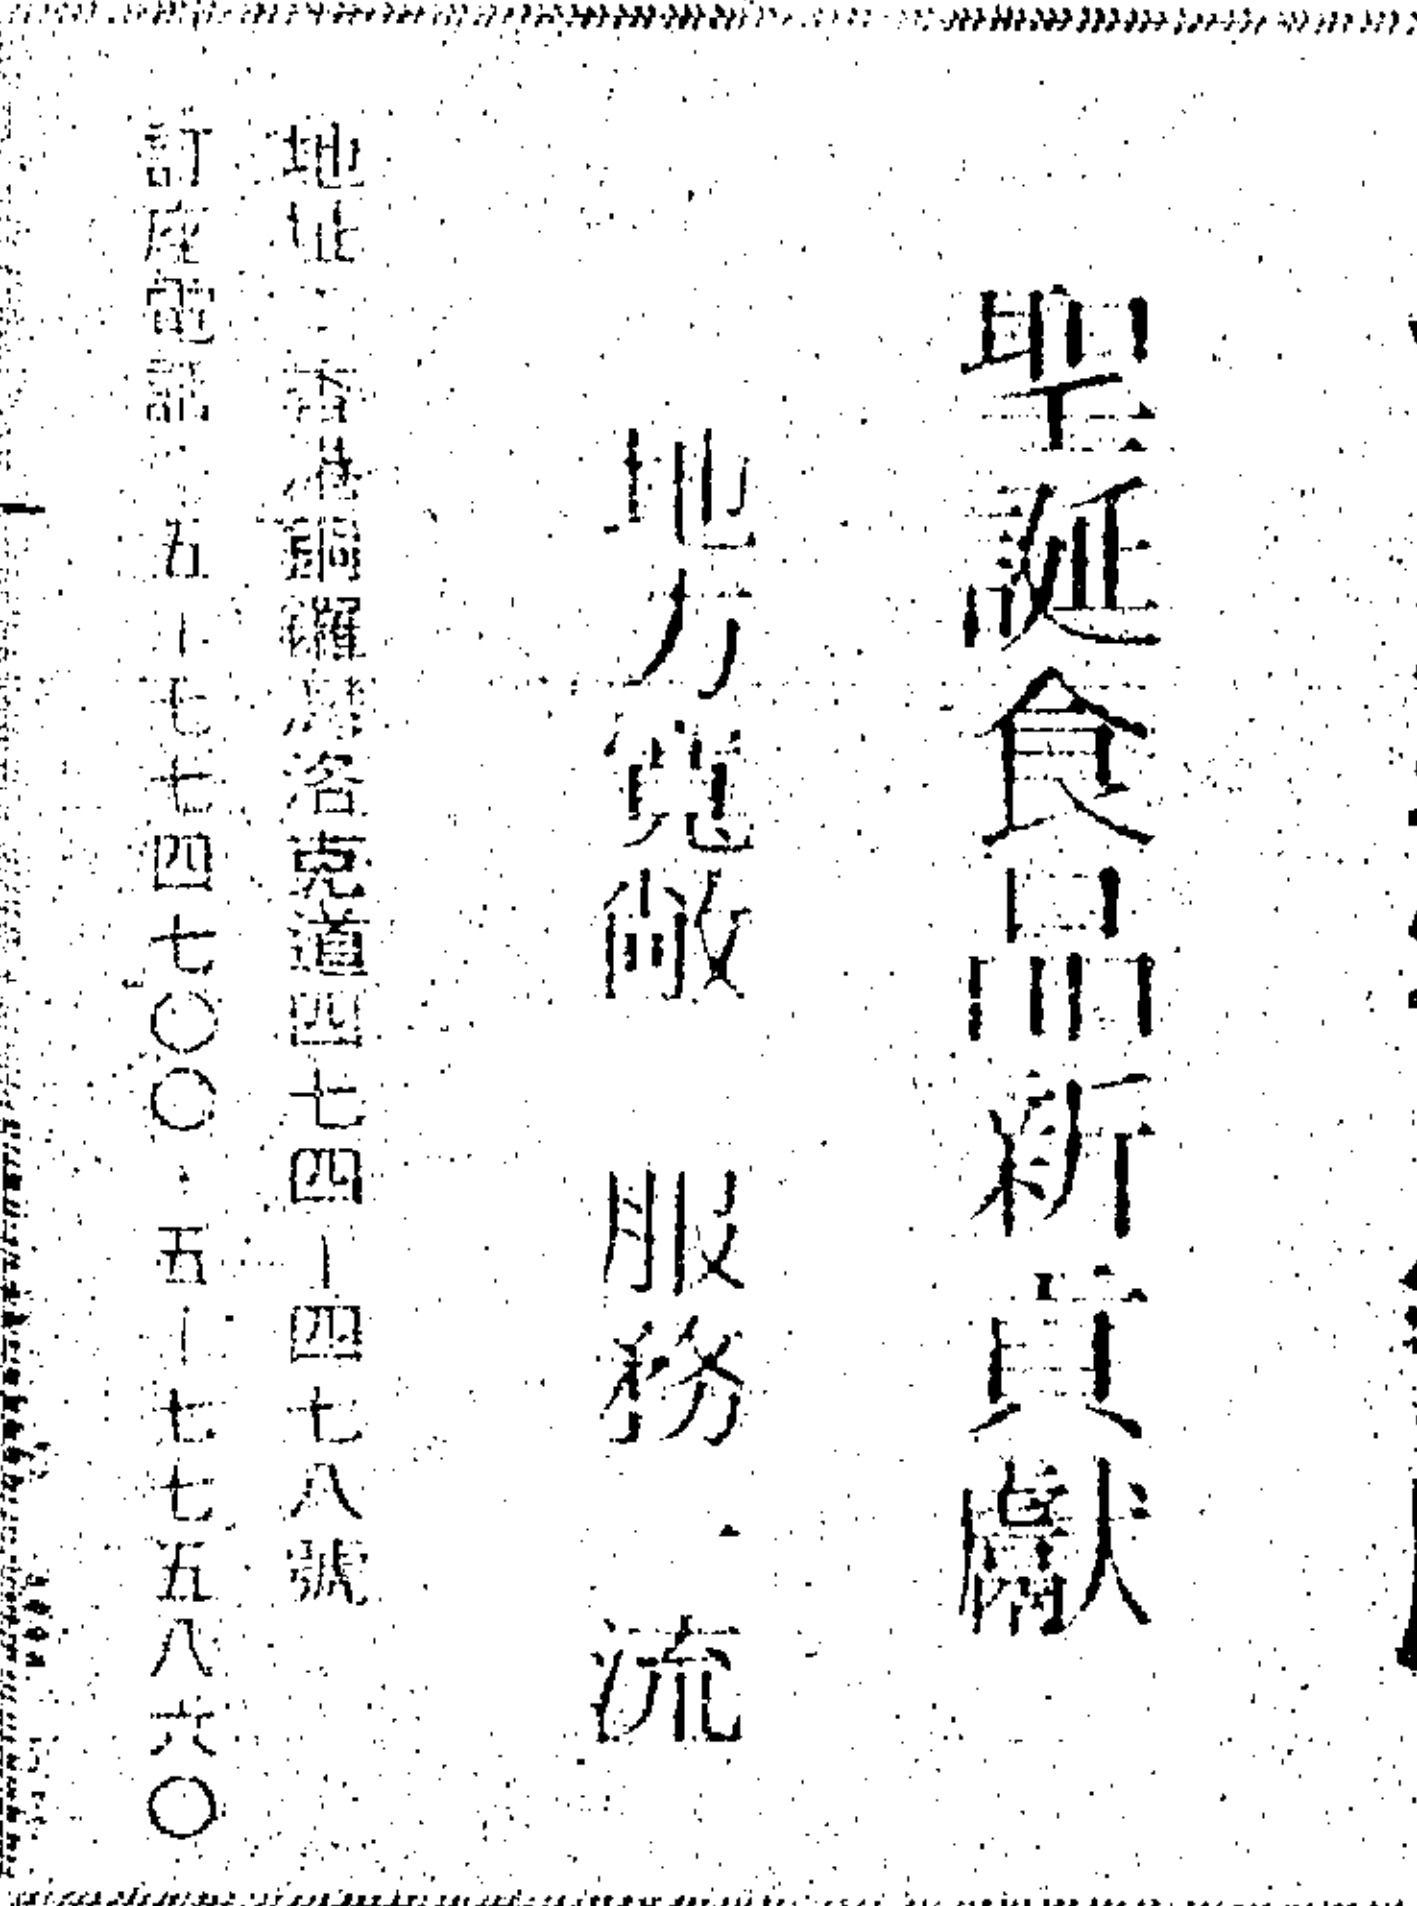 聖誕食品新貢獻
地方寬敞 服務一流
地址：香港銅鑼灣洛克道四七四－四七八號
訂座電話：五－七七四七〇〇・五－七七五八六〇